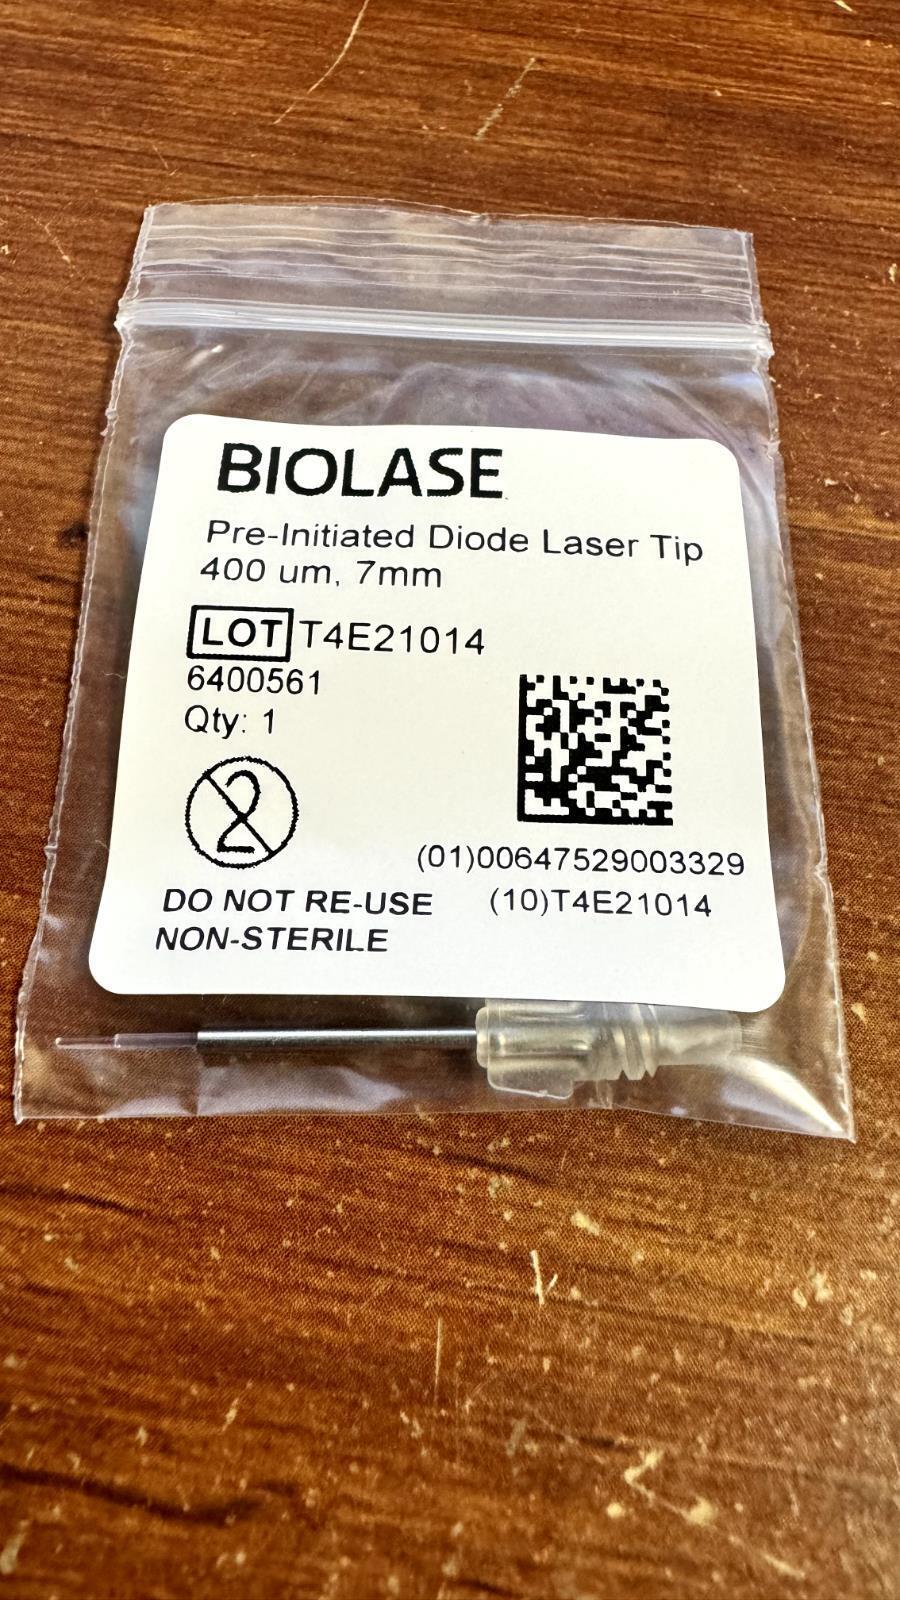 BIOLASE
Pre-Initiated Diode Laser Tip
400 um, 7mm
LOT T4E21014
6400561
Qty: 1
2
(01)00647529003329
DO NOT RE-USE (10)T4E21014
NON-STERILE